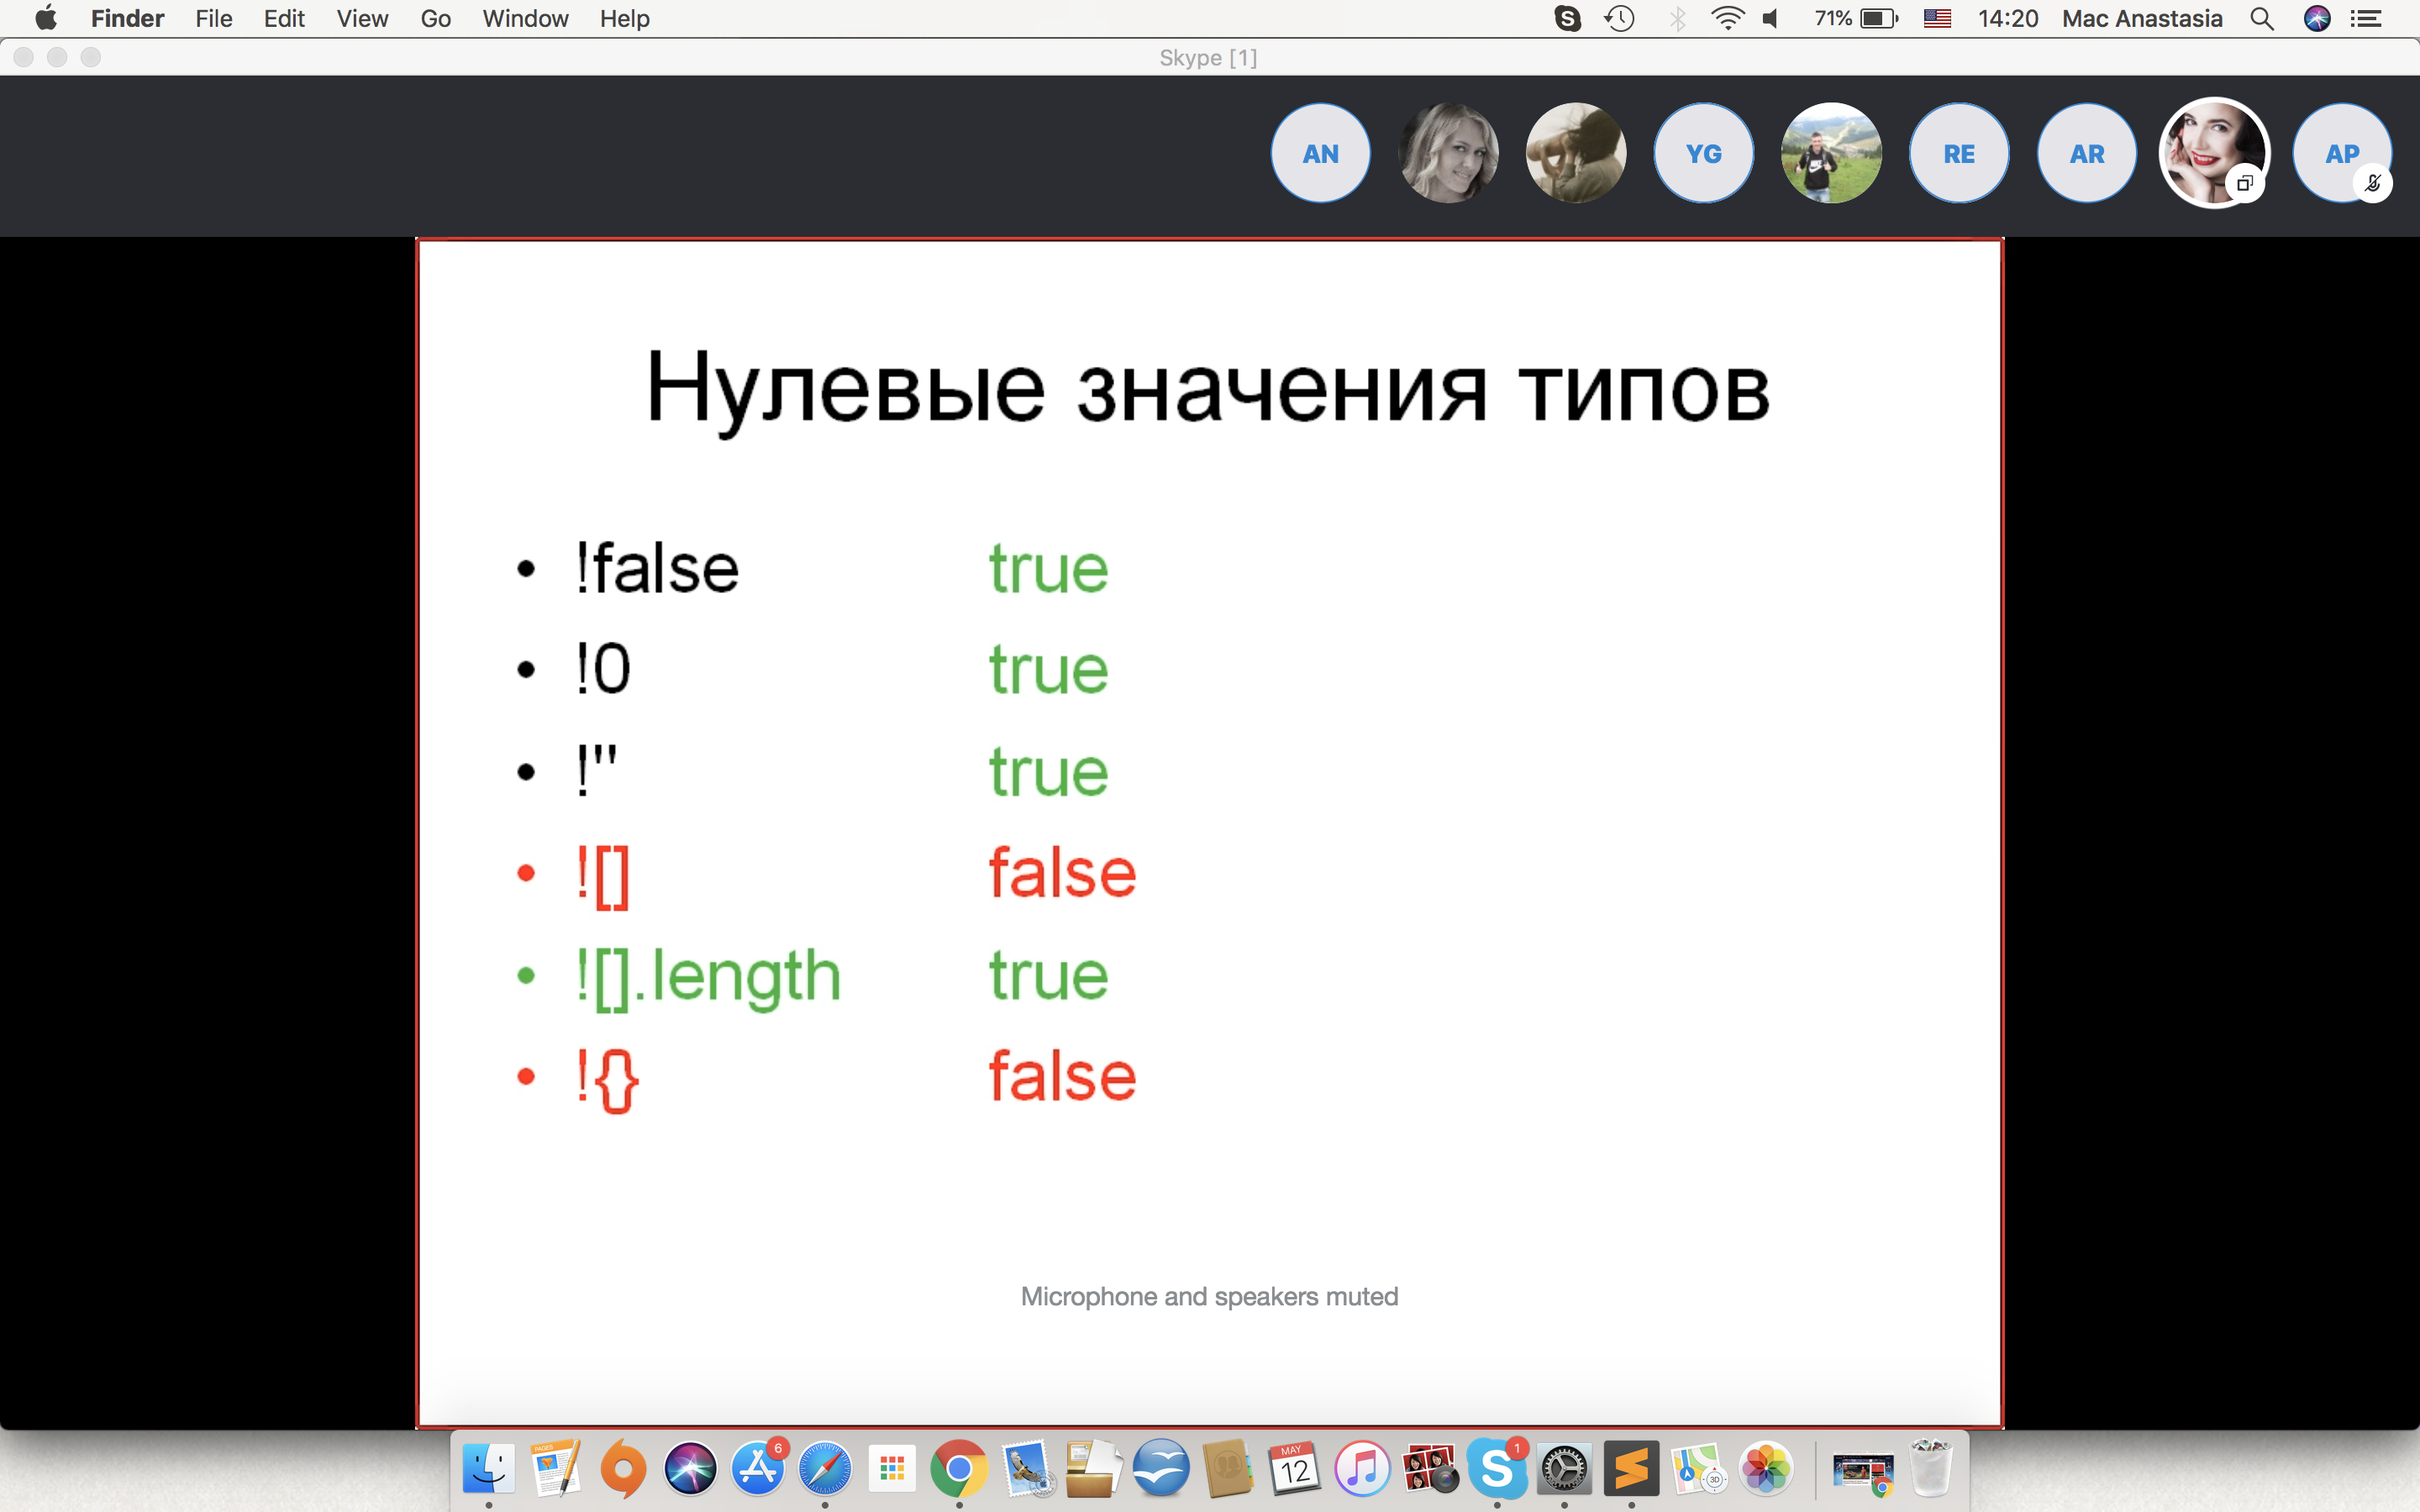 Finder File Edit View Go Window Help 71% 14:20 Mac Anastasia
Skype [1]
AN YG RE AR AP
Нулевые значения типов
• !false true
• !0 true
• !'' true
• ![] false
• ![].length true
• !{} false
Microphone and speakers muted
PAGES 6 MAY 12 1 3D